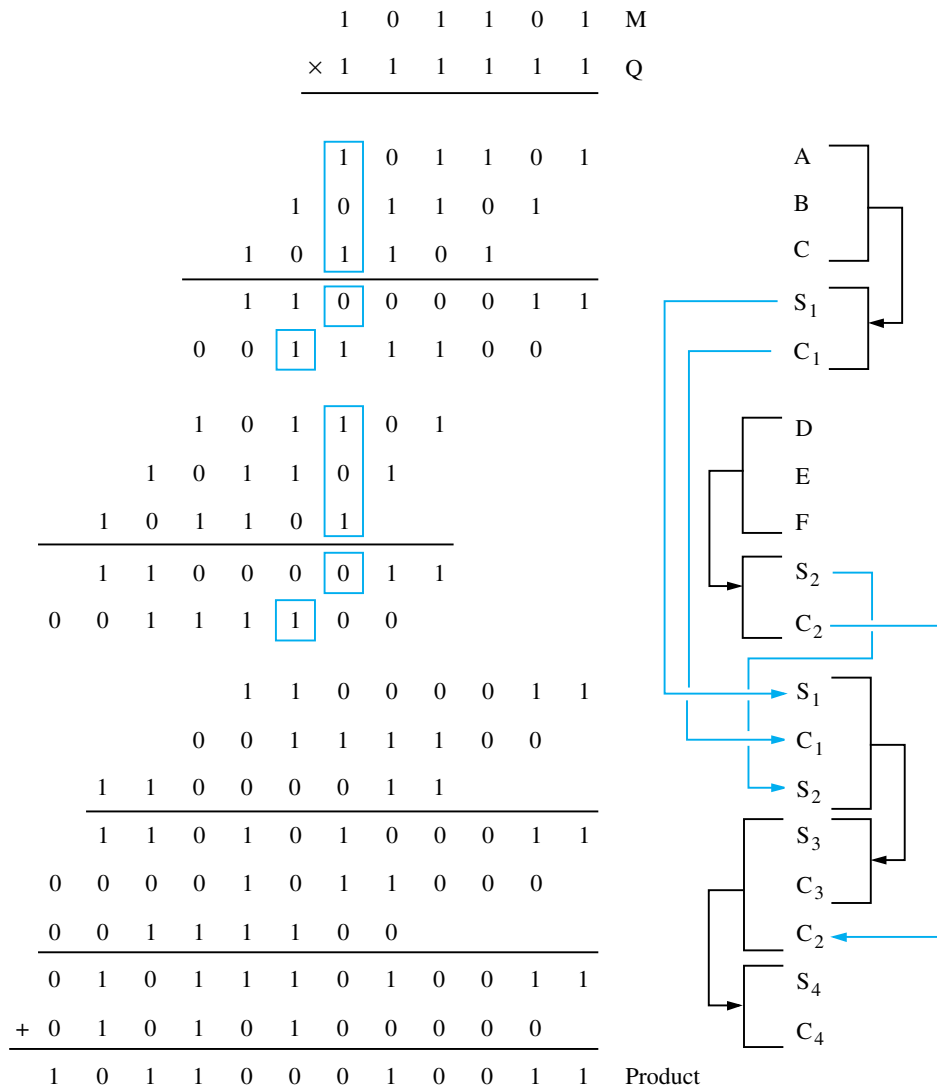 1 0 1 1 0 1 M
× 1 1 1 1 1 1 Q
1 0 1 1 0 1 A
1 0 1 1 0 1 B
1 0 1 1 0 1 C
1 1 0 0 0 0 1 1 S1
0 0 1 1 1 1 0 0 C1
1 0 1 1 0 1 D
1 0 1 1 0 1 E
1 0 1 1 0 1 F
1 1 0 0 0 0 1 1 S2
0 0 1 1 1 1 0 0 C2
1 1 0 0 0 0 1 1 S1
0 0 1 1 1 1 0 0 C1
1 1 0 0 0 0 1 1 S2
1 1 0 1 0 1 0 0 0 1 1 S3
0 0 0 0 1 0 1 1 0 0 0 C3
0 0 1 1 1 1 0 0 C2
0 1 0 1 1 1 0 1 0 0 1 1 S4
+ 0 1 0 1 0 1 0 0 0 0 0 C4
1 0 1 1 0 0 0 1 0 0 1 1 Product